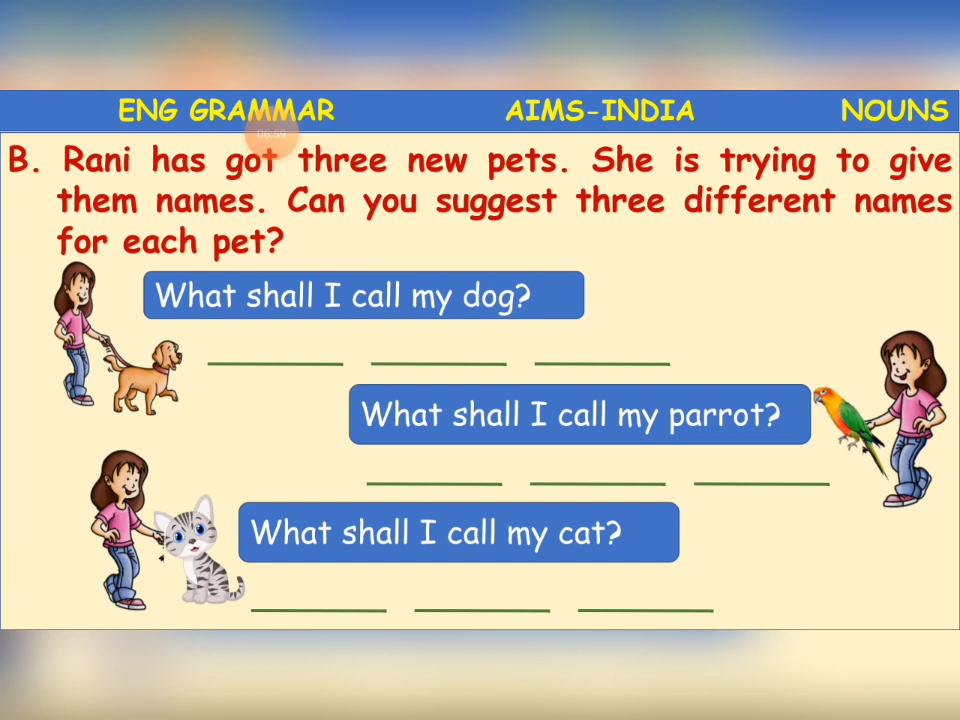 ENG GRAMMAR AIMS-INDIA NOUNS
06:59
B. Rani has got three new pets. She is trying to give
them names. Can you suggest three different names
for each pet?
What shall I call my dog?
What shall I call my parrot?
What shall I call my cat?